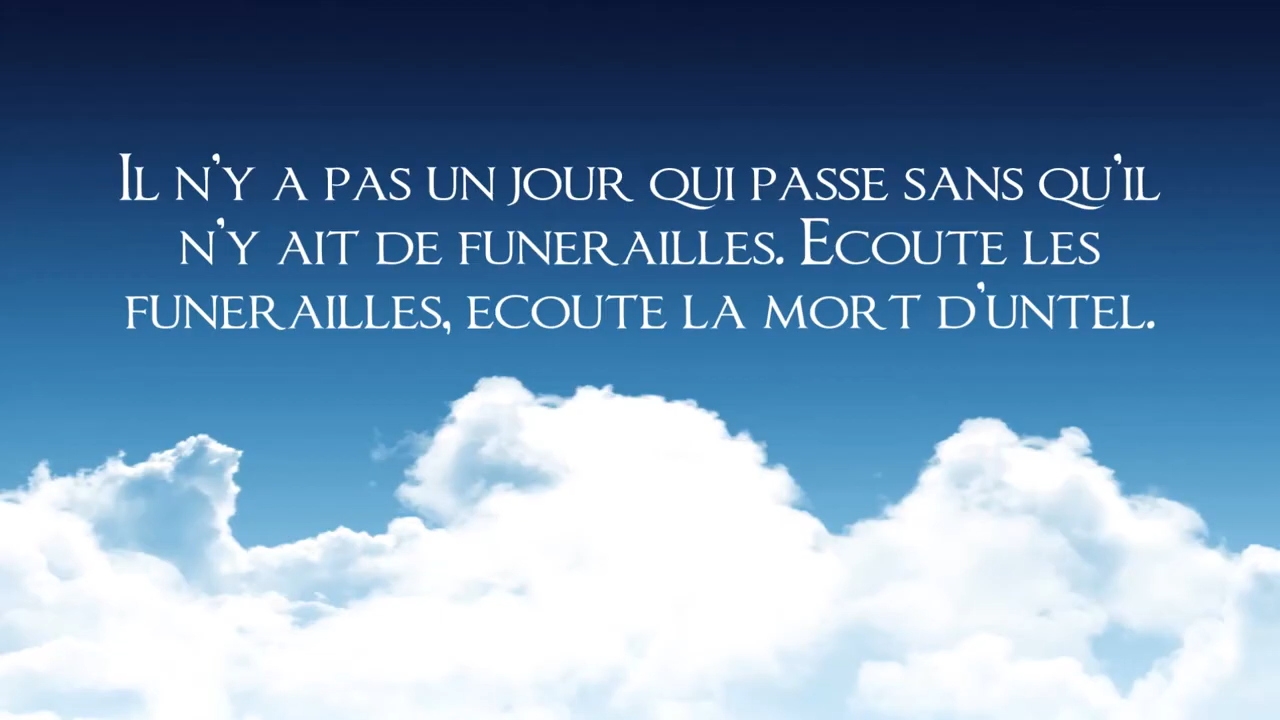 Il n'y a pas un jour qui passe sans qu'il
n'y ait de funerailles. Ecoute les
funerailles, ecoute la mort d'untel.